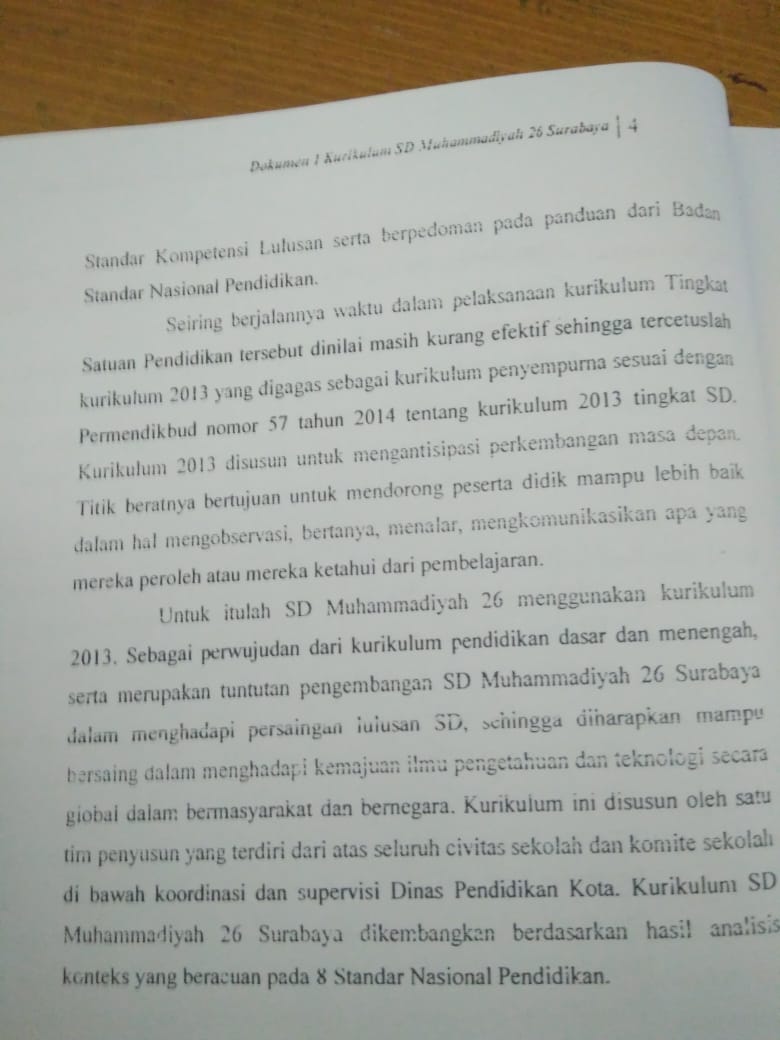 Dokumen 1 Kurikulum SD Muhammadiyah 26 Surabaya | 4
Standar Kompetensi Lulusan serta berpedoman pada panduan dari Badan
Standar Nasional Pendidikan.
Seiring berjalannya waktu dalam pelaksanaan kurikulum Tingkat
Satuan Pendidikan tersebut dinilai masih kurang efektif sehingga tercetuslah
kurikulum 2013 yang digagas sebagai kurikulum penyempurna sesuai dengan
Permendikbud nomor 57 tahun 2014 tentang kurikulum 2013 tingkat SD.
Kurikulum 2013 disusun untuk mengantisipasi perkembangan masa depan.
Titik beratnya bertujuan untuk mendorong peserta didik mampu lebih baik
dalam hal mengobservasi, bertanya, menalar, mengkomunikasikan apa yang
mereka peroleh atau mereka ketahui dari pembelajaran.
Untuk itulah SD Muhammadiyah 26 menggunakan kurikulum
2013. Sebagai perwujudan dari kurikulum pendidikan dasar dan menengah,
serta merupakan tuntutan pengembangan SD Muhammadiyah 26 Surabaya
dalam menghadapi persaingan lulusan SD, sehingga diharapkan mampu
bersaing dalam menghadapi kemajuan ilmu pengetahuan dan teknologi secara
global dalam bermasyarakat dan bernegara. Kurikulum ini disusun oleh satu
tim penyusun yang terdiri dari atas seluruh civitas sekolah dan komite sekolah
di bawah koordinasi dan supervisi Dinas Pendidikan Kota. Kurikulum SD
Muhammadiyah 26 Surabaya dikembangkan berdasarkan hasil analisis
konteks yang beracuan pada 8 Standar Nasional Pendidikan.